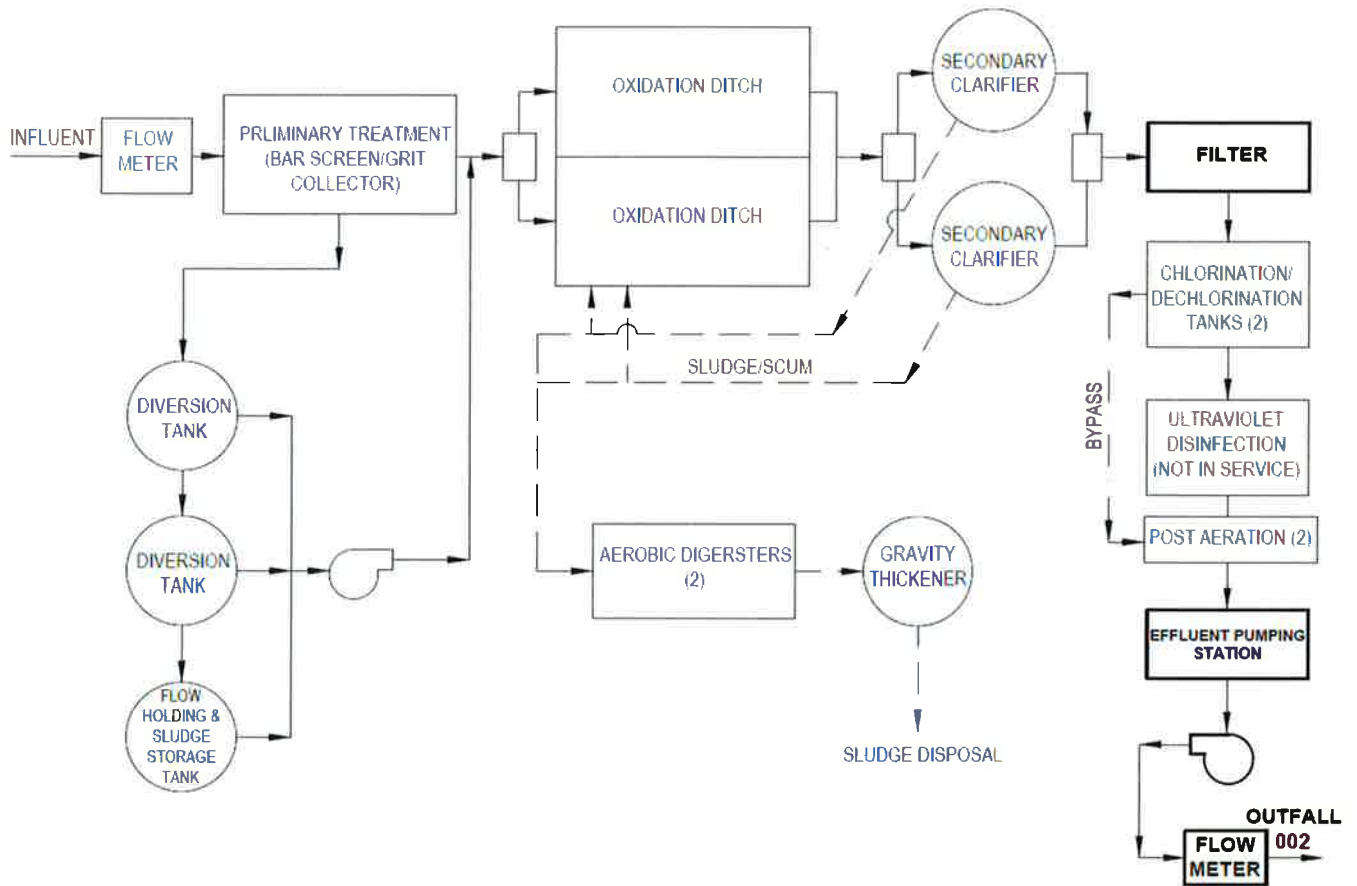 INFLUENT
FLOW
METER
PRLIMINARY TREATMENT
(BAR SCREEN/GRIT
COLLECTOR)
OXIDATION DITCH
OXIDATION DITCH
SECONDARY
CLARIFIER
SECONDARY
CLARIFIER
FILTER
CHLORINATION/
DECHLORINATION
TANKS (2)
BYPASS
ULTRAVIOLET
DISINFECTION
(NOT IN SERVICE)
POST AERATION (2)
EFFLUENT PUMPING
STATION
FLOW
METER
OUTFALL
002
SLUDGE/SCUM
DIVERSION
TANK
DIVERSION
TANK
FLOW
HOLDING &
SLUDGE
STORAGE
TANK
AEROBIC DIGERSTERS
(2)
GRAVITY
THICKENER
SLUDGE DISPOSAL